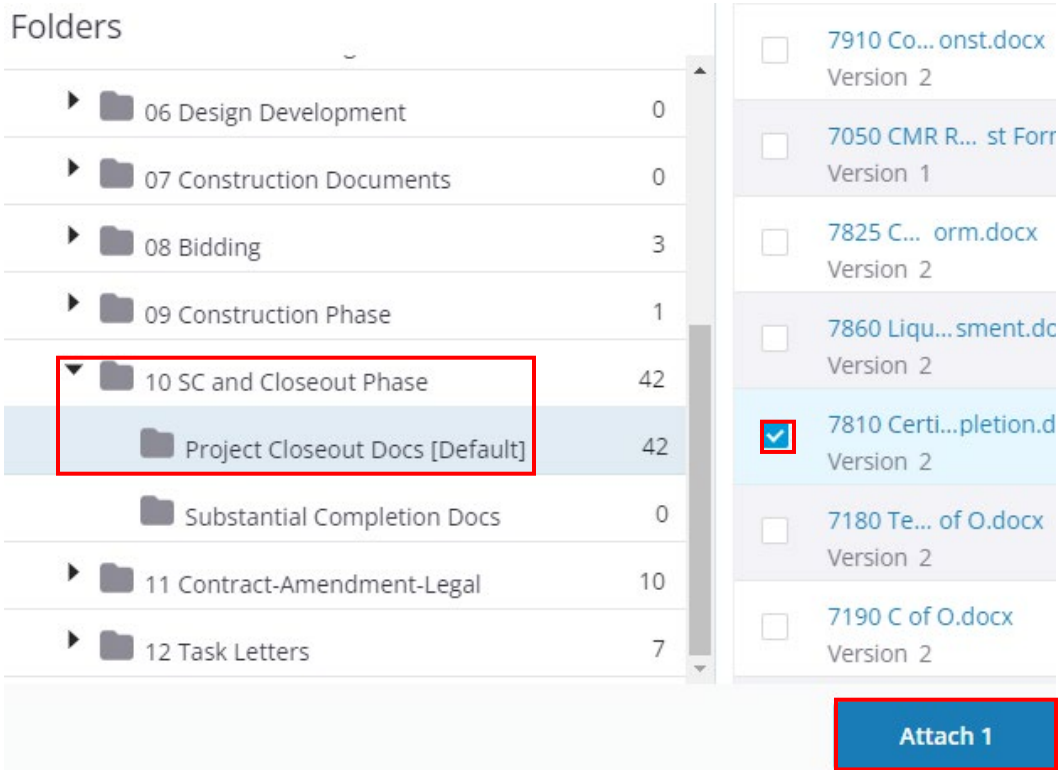 Folders
06 Design Development 0
07 Construction Documents 0
08 Bidding 3
09 Construction Phase 1
10 SC and Closeout Phase 42
Project Closeout Docs [Default] 42
Substantial Completion Docs 0
11 Contract-Amendment-Legal 10
12 Task Letters 7
7910 Co... onst.docx
Version 2
7050 CMR R... st Form
Version 1
7825 C... orm.docx
Version 2
7860 Liqu... sment.do
Version 2
7810 Certi...pletion.d
Version 2
7180 Te... of O.docx
Version 2
7190 C of O.docx
Version 2
Attach 1